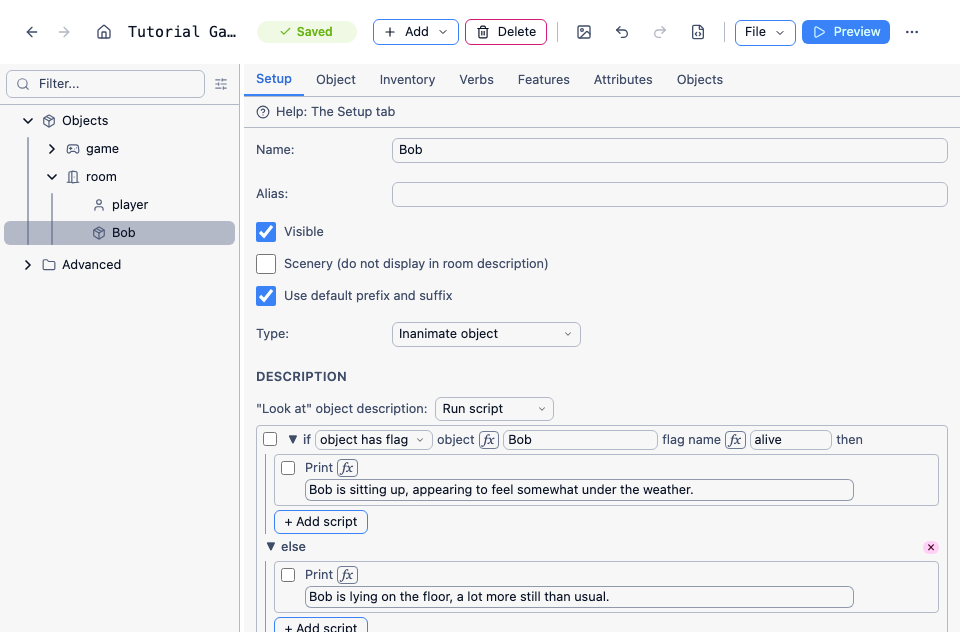 Tutorial Ga…
Saved
Add
Delete
File
Preview
Filter...
Setup
Object
Inventory
Verbs
Features
Attributes
Objects
Help: The Setup tab
Objects
game
room
player
Bob
Advanced
Name:
Bob
Alias:
Visible
Scenery (do not display in room description)
Use default prefix and suffix
Type:
Inanimate object
DESCRIPTION
"Look at" object description:
Run script
if object has flag object fx Bob flag name fx alive then
Print fx
Bob is sitting up, appearing to feel somewhat under the weather.
+ Add script
else
Print fx
Bob is lying on the floor, a lot more still than usual.
+ Add script